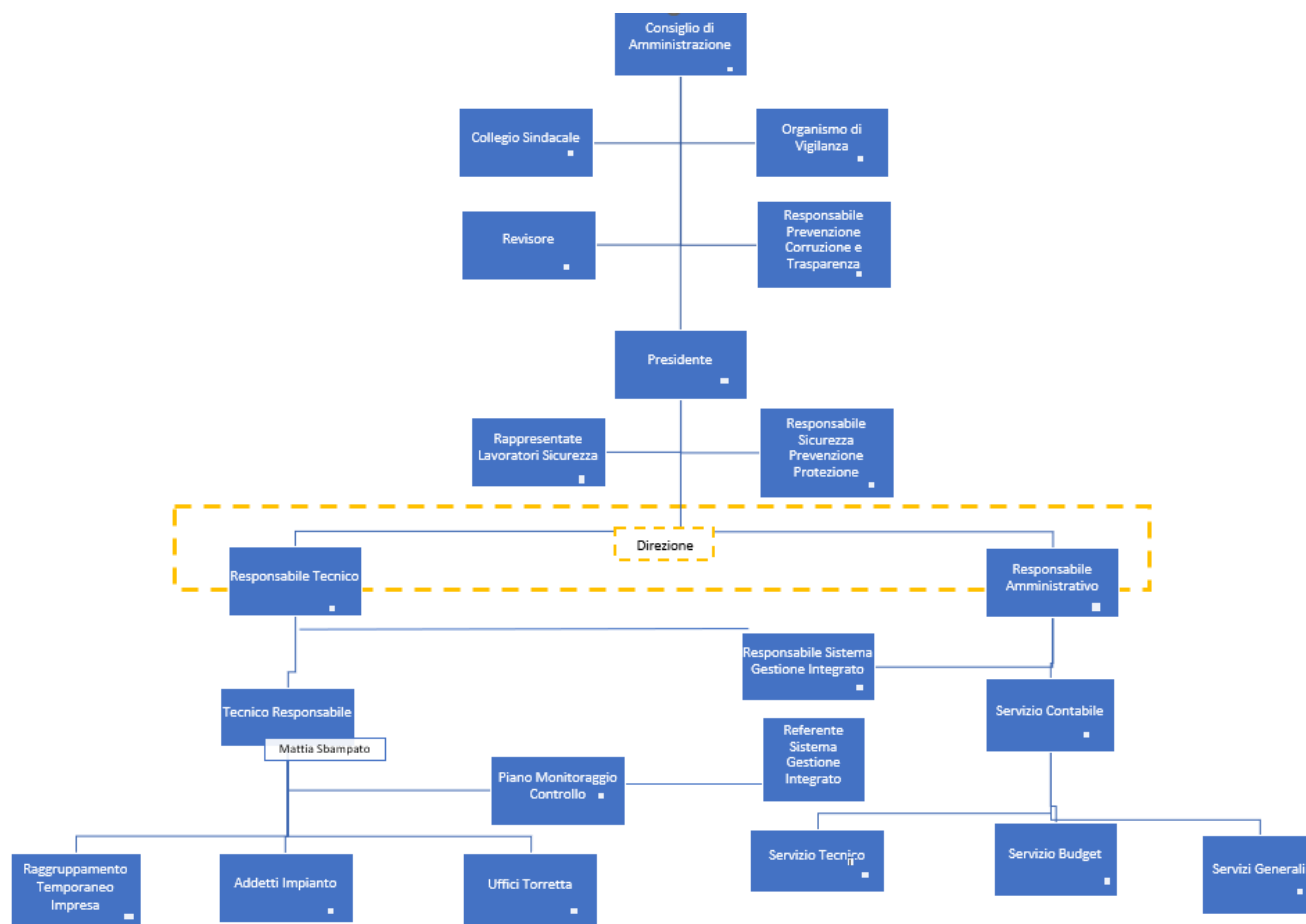 Consiglio di
Amministrazione
Collegio Sindacale
Organismo di
Vigilanza
Revisore
Responsabile
Prevenzione
Corruzione e
Trasparenza
Presidente
Rappresentate
Lavoratori Sicurezza
Responsabile
Sicurezza
Prevenzione
Protezione
Direzione
Responsabile Tecnico
Responsabile
Amministrativo
Responsabile Sistema
Gestione Integrato
Tecnico Responsabile
Mattia Sbampato
Servizio Contabile
Referente
Sistema
Gestione
Integrato
Piano Monitoraggio
Controllo
Raggruppamento
Temporaneo
Impresa
Addetti Impianto
Uffici Torretta
Servizio Tecnico
Servizio Budget
Servizi Generali